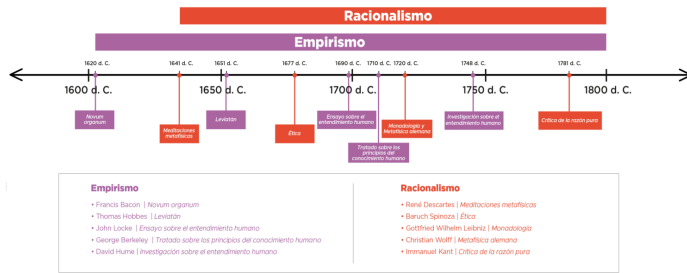 Racionalismo
Empirismo
1620 d. C.
1641 d. C.
1651 d. C.
1677 d. C.
1690 d. C.
1710 d. C.
1720 d. C.
1748 d. C.
1781 d. C.
1600 d. C.
1650 d. C.
1700 d. C.
1750 d. C.
1800 d. C.
Novum
organum
Meditaciones
metafísicas
Leviatán
Ética
Ensayo sobre el
entendimiento humano
Tratado sobre los
principios del
conocimiento humano
Monadología y
Metafísica alemana
Investigación sobre el
entendimiento humano
Crítica de la razón pura
Empirismo
• Francis Bacon | Novum organum
• Thomas Hobbes | Leviatán
• John Locke | Ensayo sobre el entendimiento humano
• George Berkeley | Tratado sobre los principios del conocimiento humano
• David Hume | Investigación sobre el entendimiento humano
Racionalismo
• René Descartes | Meditaciones metafísicas
• Baruch Spinoza | Ética
• Gottfried Wilhelm Leibniz | Monadología
• Christian Wolff | Metafísica alemana
• Immanuel Kant | Crítica de la razón pura